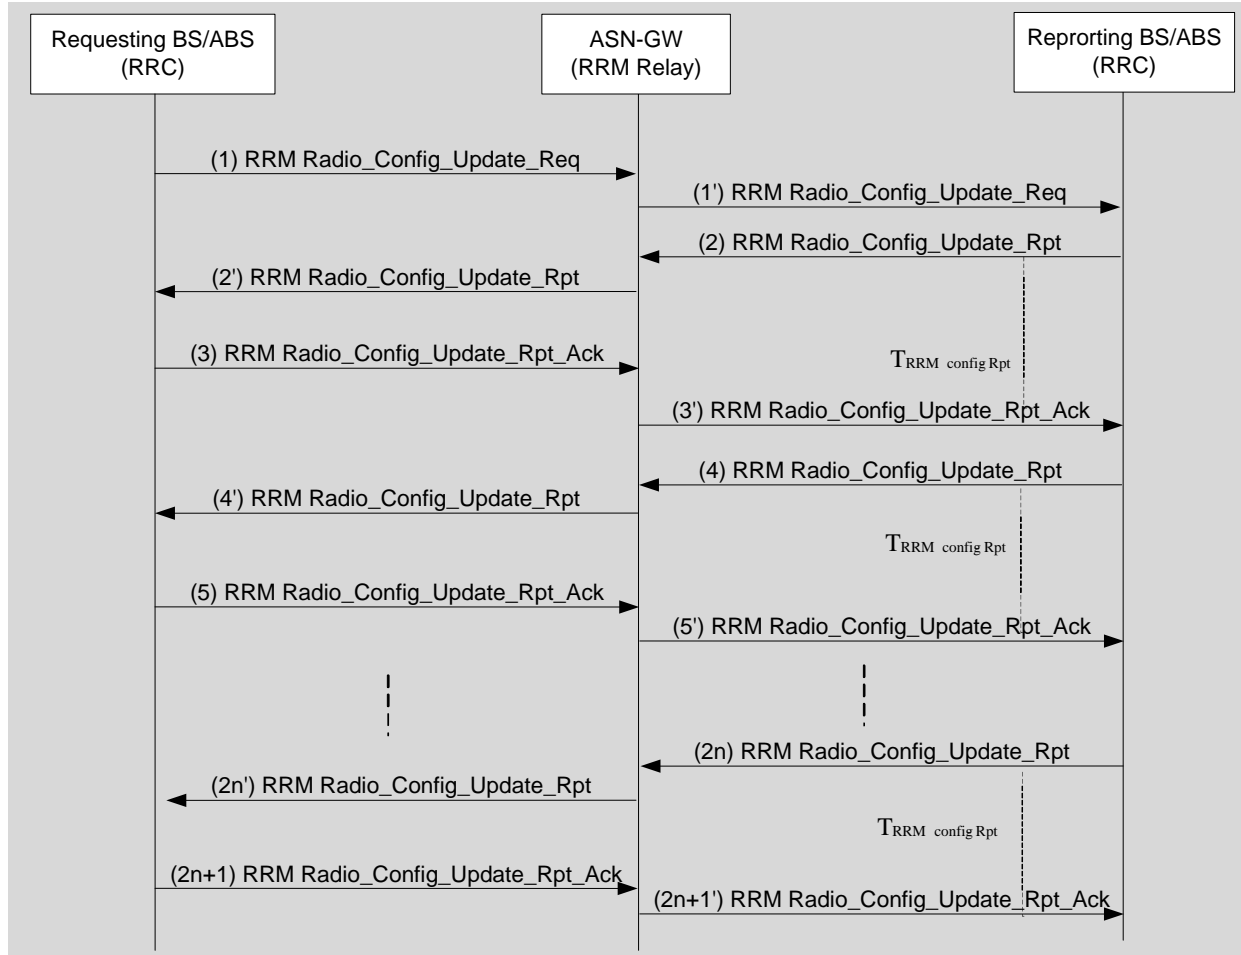 Requesting BS/ABS
(RRC)
ASN-GW
(RRM Relay)
Reprorting BS/ABS
(RRC)
(1) RRM Radio_Config_Update_Req
(1') RRM Radio_Config_Update_Req
(2) RRM Radio_Config_Update_Rpt
(2') RRM Radio_Config_Update_Rpt
(3) RRM Radio_Config_Update_Rpt_Ack
TRRM config Rpt
(3') RRM Radio_Config_Update_Rpt_Ack
(4) RRM Radio_Config_Update_Rpt
(4') RRM Radio_Config_Update_Rpt
TRRM config Rpt
(5) RRM Radio_Config_Update_Rpt_Ack
(5') RRM Radio_Config_Update_Rpt_Ack
(2n) RRM Radio_Config_Update_Rpt
(2n') RRM Radio_Config_Update_Rpt
TRRM config Rpt
(2n+1) RRM Radio_Config_Update_Rpt_Ack
(2n+1') RRM Radio_Config_Update_Rpt_Ack